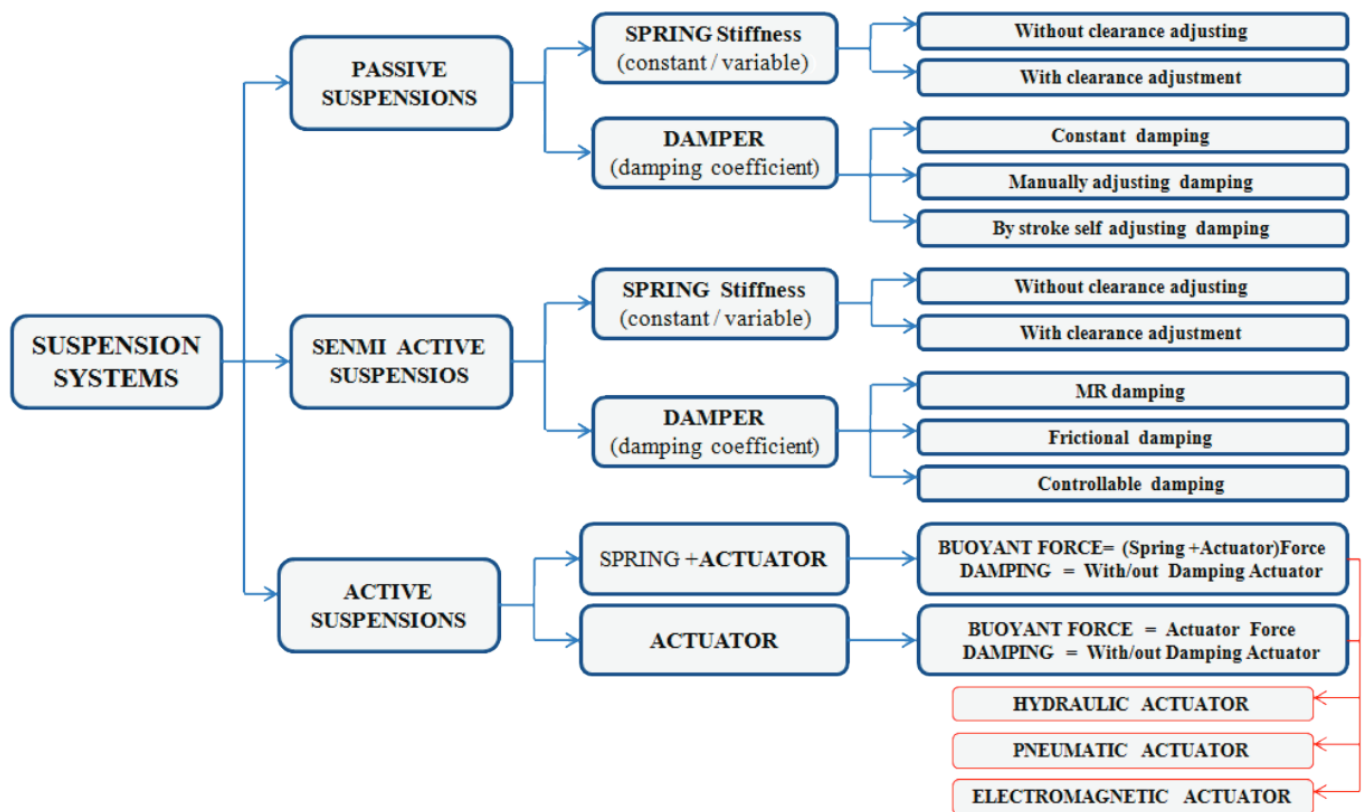 SUSPENSION
SYSTEMS
PASSIVE
SUSPENSIONS
SPRING Stiffness
(constant / variable)
Without clearance adjusting
With clearance adjustment
DAMPER
(damping coefficient)
Constant damping
Manually adjusting damping
By stroke self adjusting damping
SENMI ACTIVE
SUSPENSIOS
SPRING Stiffness
(constant / variable)
Without clearance adjusting
With clearance adjustment
DAMPER
(damping coefficient)
MR damping
Frictional damping
Controllable damping
ACTIVE
SUSPENSIONS
SPRING +ACTUATOR
BUOYANT FORCE= (Spring +Actuator)Force
DAMPING = With/out Damping Actuator
ACTUATOR
BUOYANT FORCE = Actuator Force
DAMPING = With/out Damping Actuator
HYDRAULIC ACTUATOR
PNEUMATIC ACTUATOR
ELECTROMAGNETIC ACTUATOR